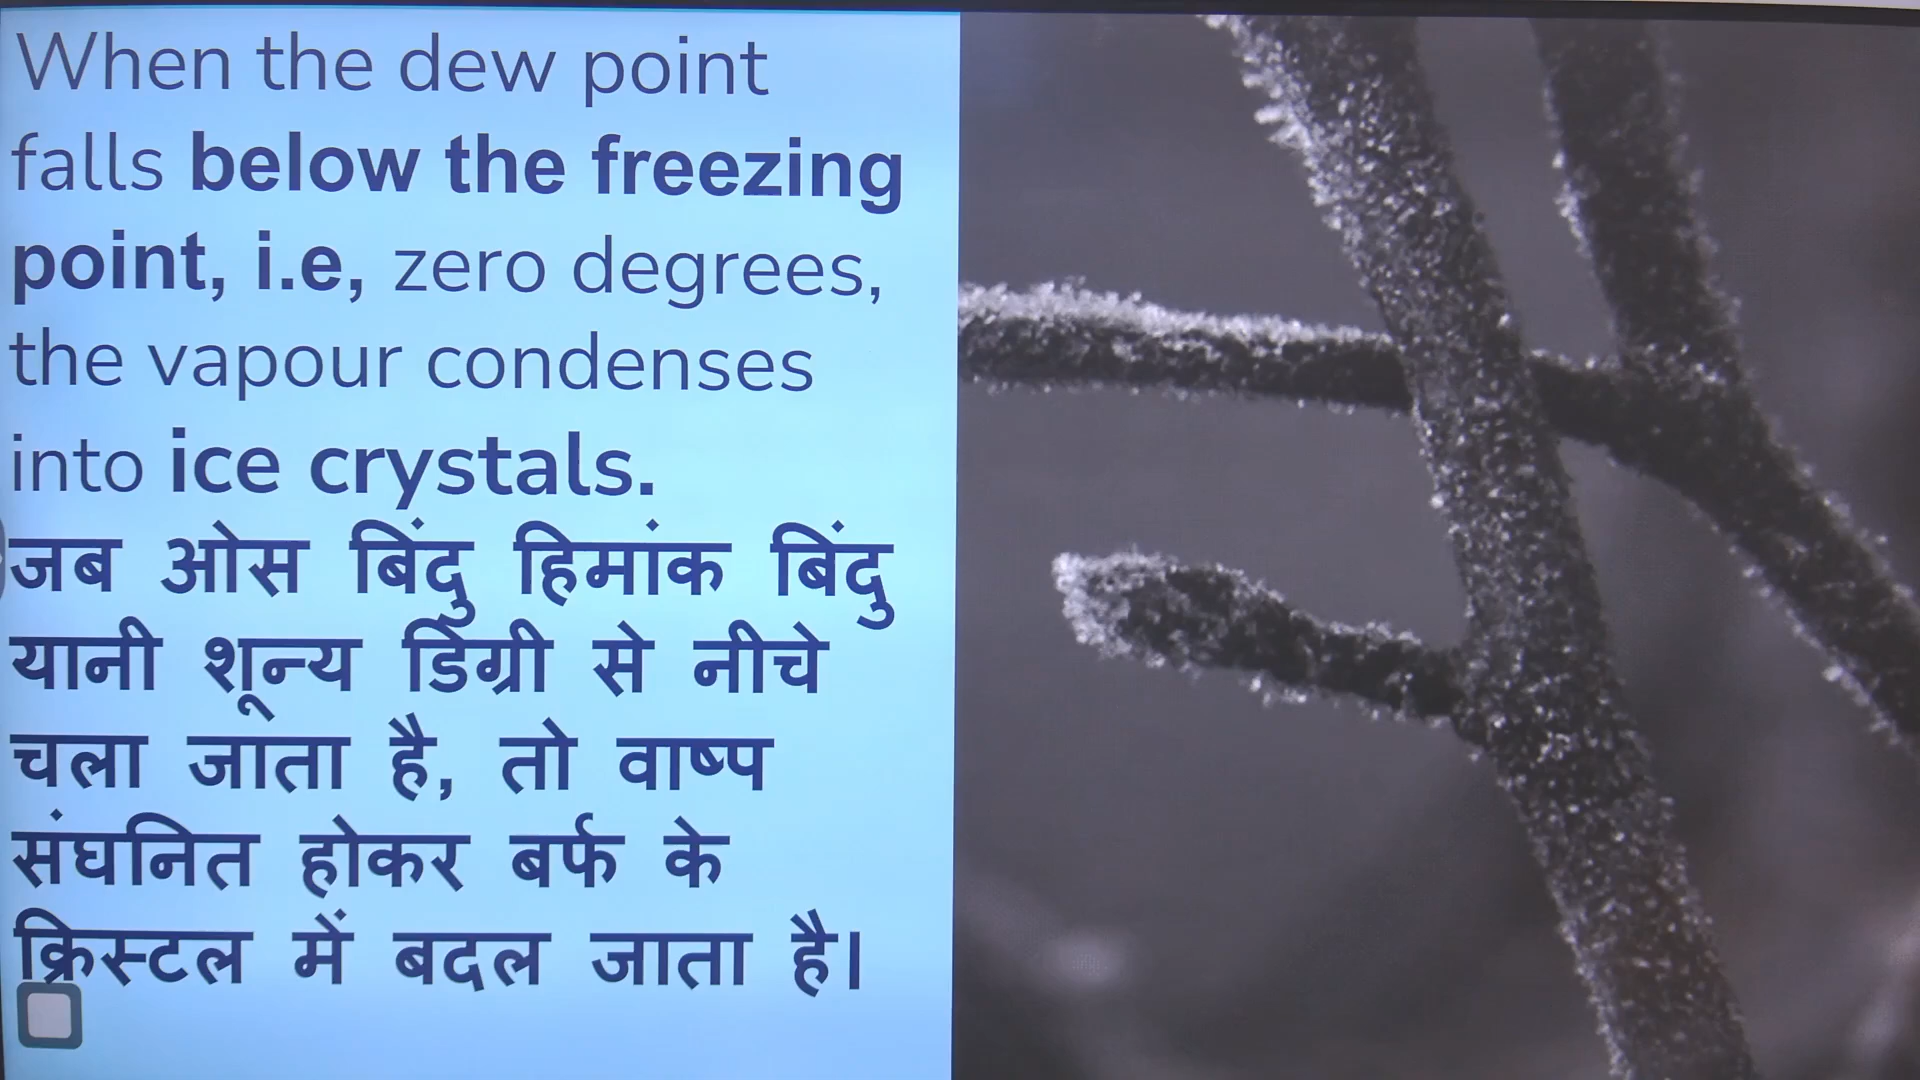 When the dew point
falls below the freezing
point, i.e, zero degrees,
the vapour condenses
into ice crystals.
जब ओस बिंदु हिमांक बिंदु
यानी शून्य डिग्री से नीचे
चला जाता है, तो वाष्प
संघनित होकर बर्फ के
क्रिस्टल में बदल जाता है।